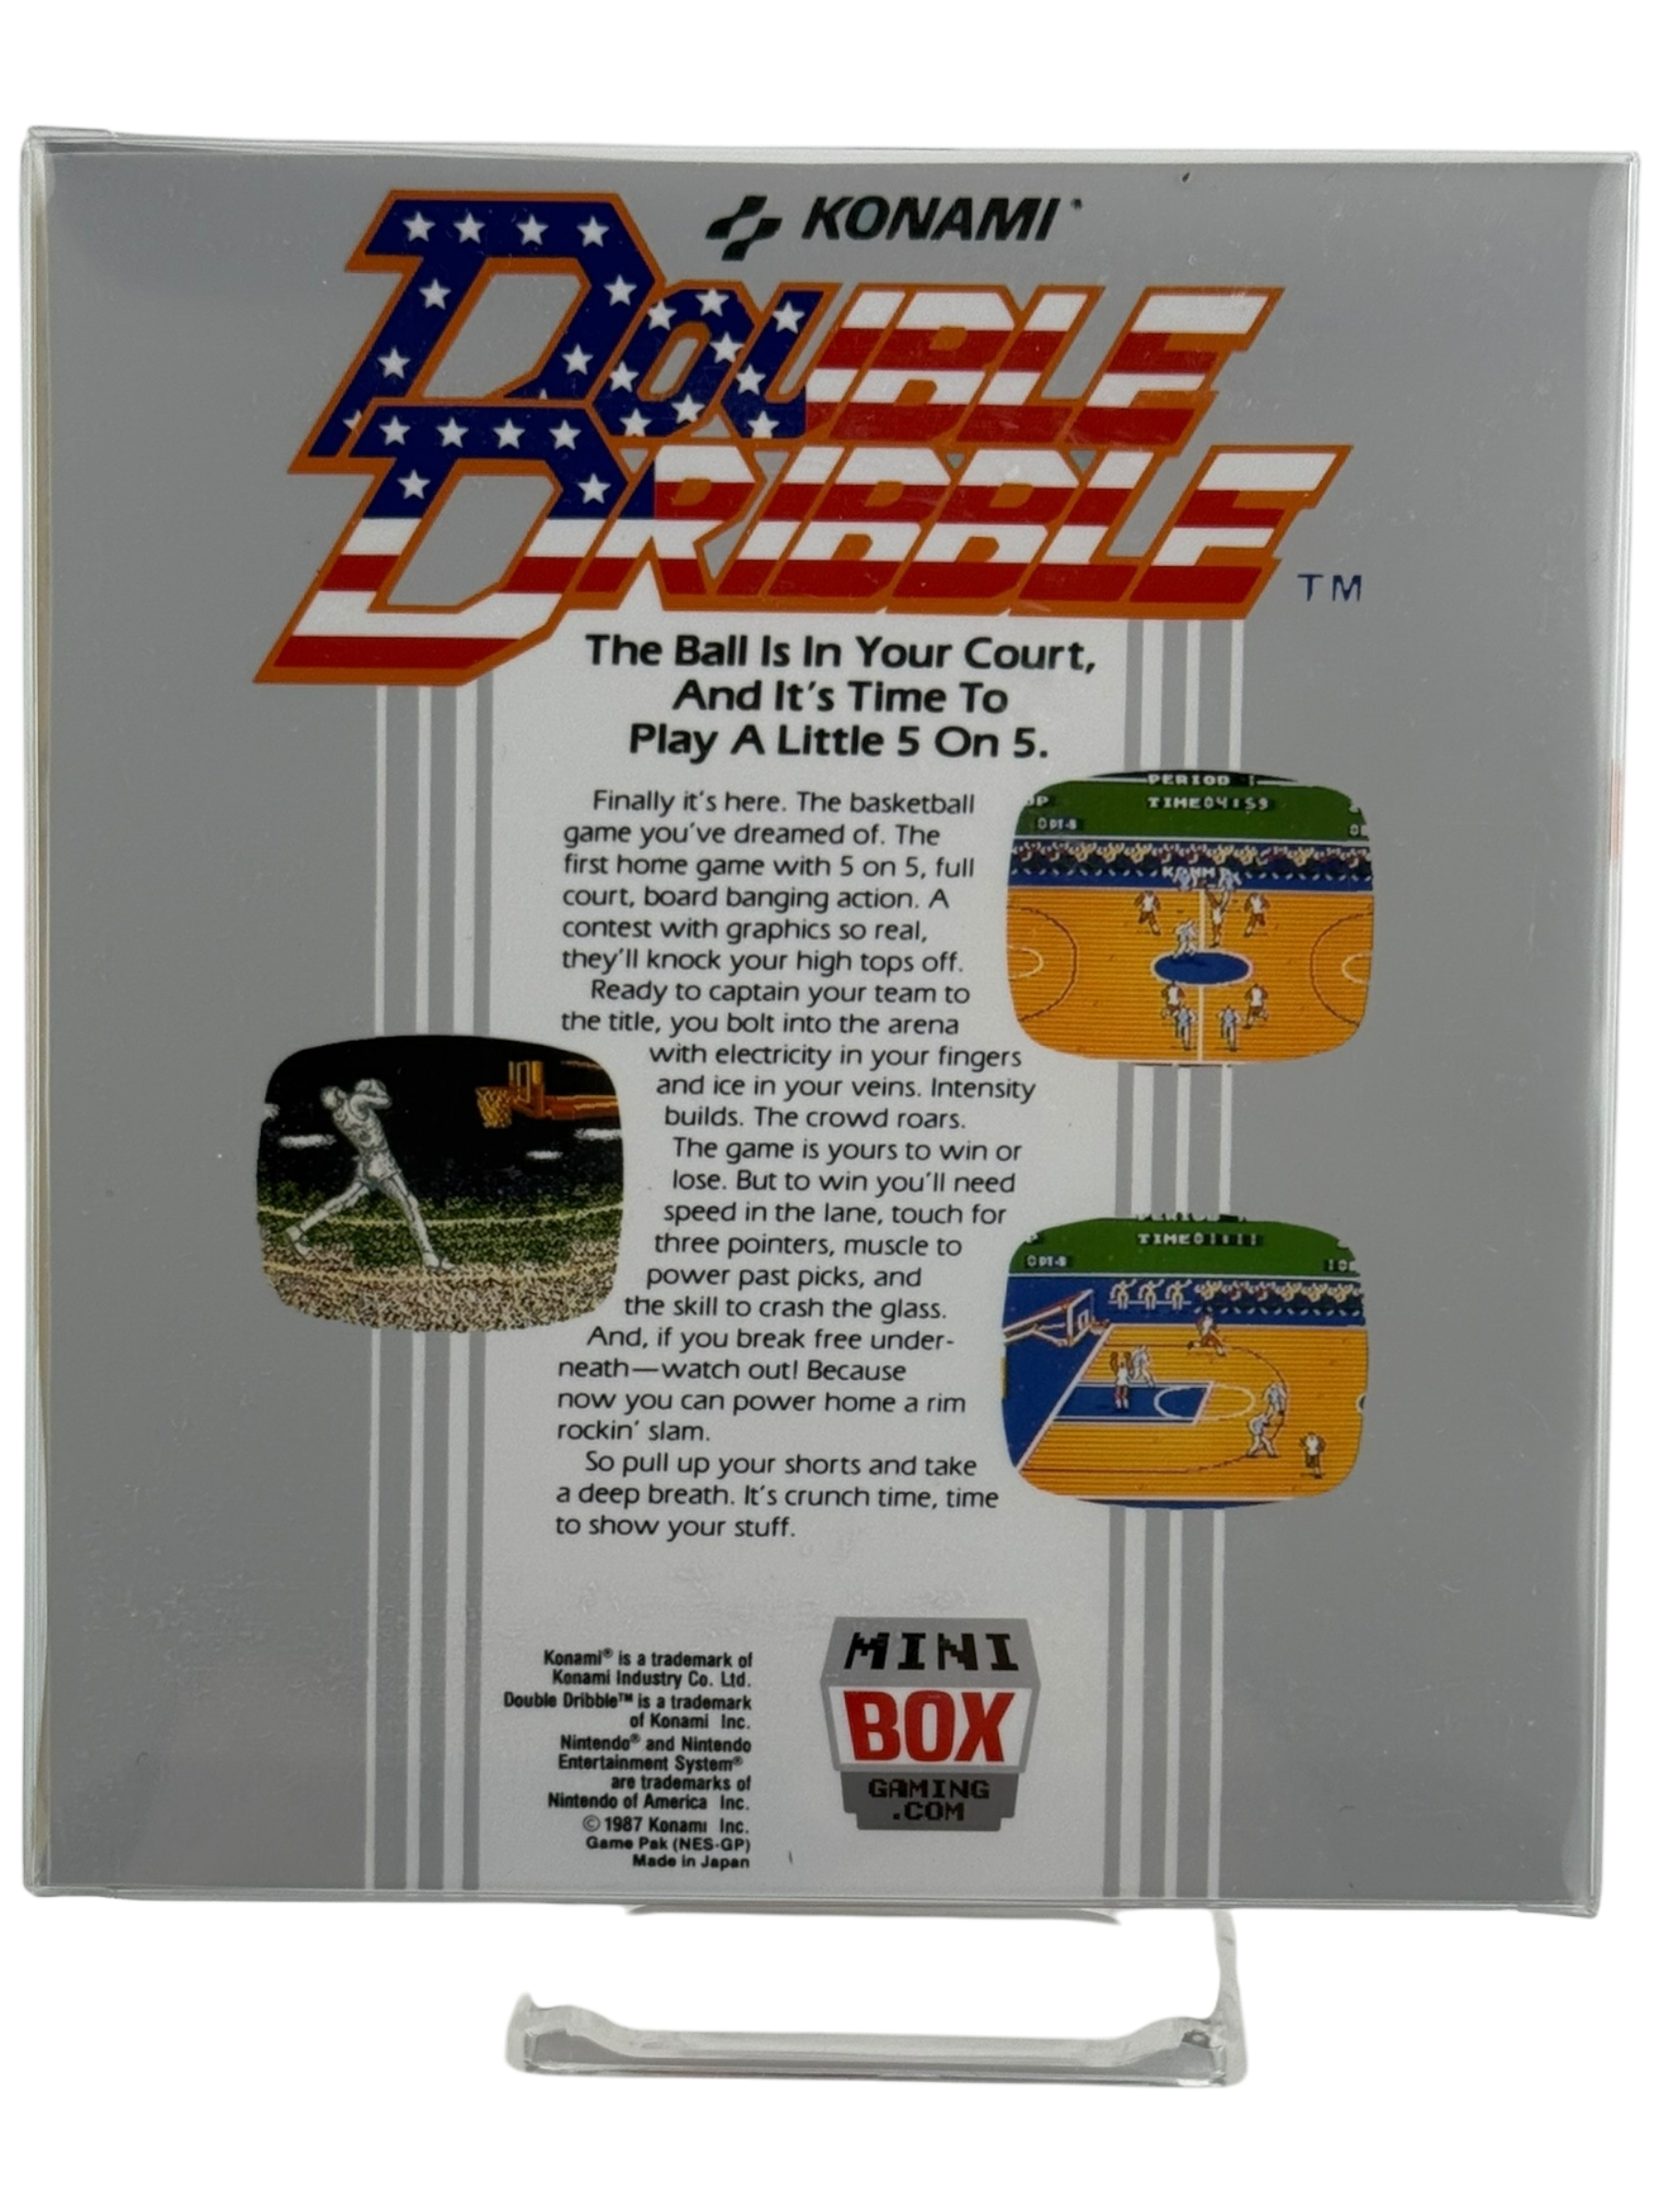 KONAMI®
DOUBLE
DRIBBLE
TM
The Ball Is In Your Court,
And It's Time To
Play A Little 5 On 5.
Finally it's here. The basketball
game you've dreamed of. The
first home game with 5 on 5, full
court, board banging action. A
contest with graphics so real,
they'll knock your high tops off.
Ready to captain your team to
the title, you bolt into the arena
with electricity in your fingers
and ice in your veins. Intensity
builds. The crowd roars.
The game is yours to win or
lose. But to win you'll need
speed in the lane, touch for
three pointers, muscle to
power past picks, and
the skill to crash the glass.
And, if you break free under-
neath—watch out! Because
now you can power home a rim
rockin' slam.
So pull up your shorts and take
a deep breath. It's crunch time, time
to show your stuff.
PERIOD 1
TIME04:59
0 PT-S
KONAMI
PERIOD
TIME
0 PT-S
Konami® is a trademark of
Konami Industry Co. Ltd.
Double Dribble™ is a trademark
of Konami Inc.
Nintendo® and Nintendo
Entertainment System®
are trademarks of
Nintendo of America Inc.
© 1987 Konami Inc.
Game Pak (NES-GP)
Made in Japan
MINI
BOX
GAMING
.COM